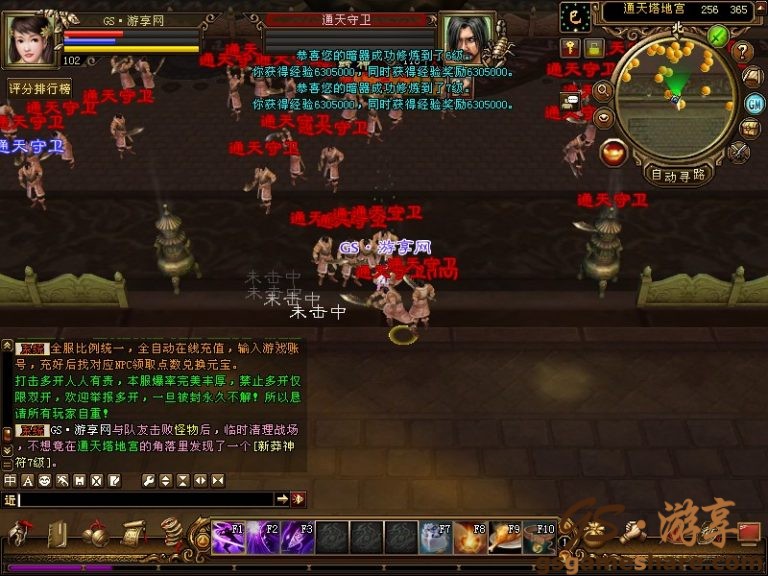 GS·游享网
102
评分排行榜
通天守卫
恭喜您的暗器成功修炼到了6级。
你获得经验6305000，同时获得经验奖励6305000。
恭喜您的暗器成功修炼到了7级。
你获得经验6305000，同时获得经验奖励6305000。
通天塔地宫 256 365
北
GM
自动寻路
通天守卫
通天守卫
通天守卫
通天守卫
通天守卫
通天守卫
通天守卫
GS·游享网
未击中
未击中
未击中
未击中
全服比例统一，全自动在线充值，输入游戏账
号，充好后找对应NPC领取点数兑换元宝。
打击多开人人有责，本服爆率完美丰厚，禁止多开仅
限双开，欢迎举报多开，一旦被封永久不解！所以恳
请所有玩家自重！
GS·游享网与队友击败怪物后，临时清理战场
，不想竟在通天塔地宫的角落里发现了一个[新莽神
符7级]。
近
F1 F2 F3 F7 F8 F9 F10
GS·游享
gsgameshare.com